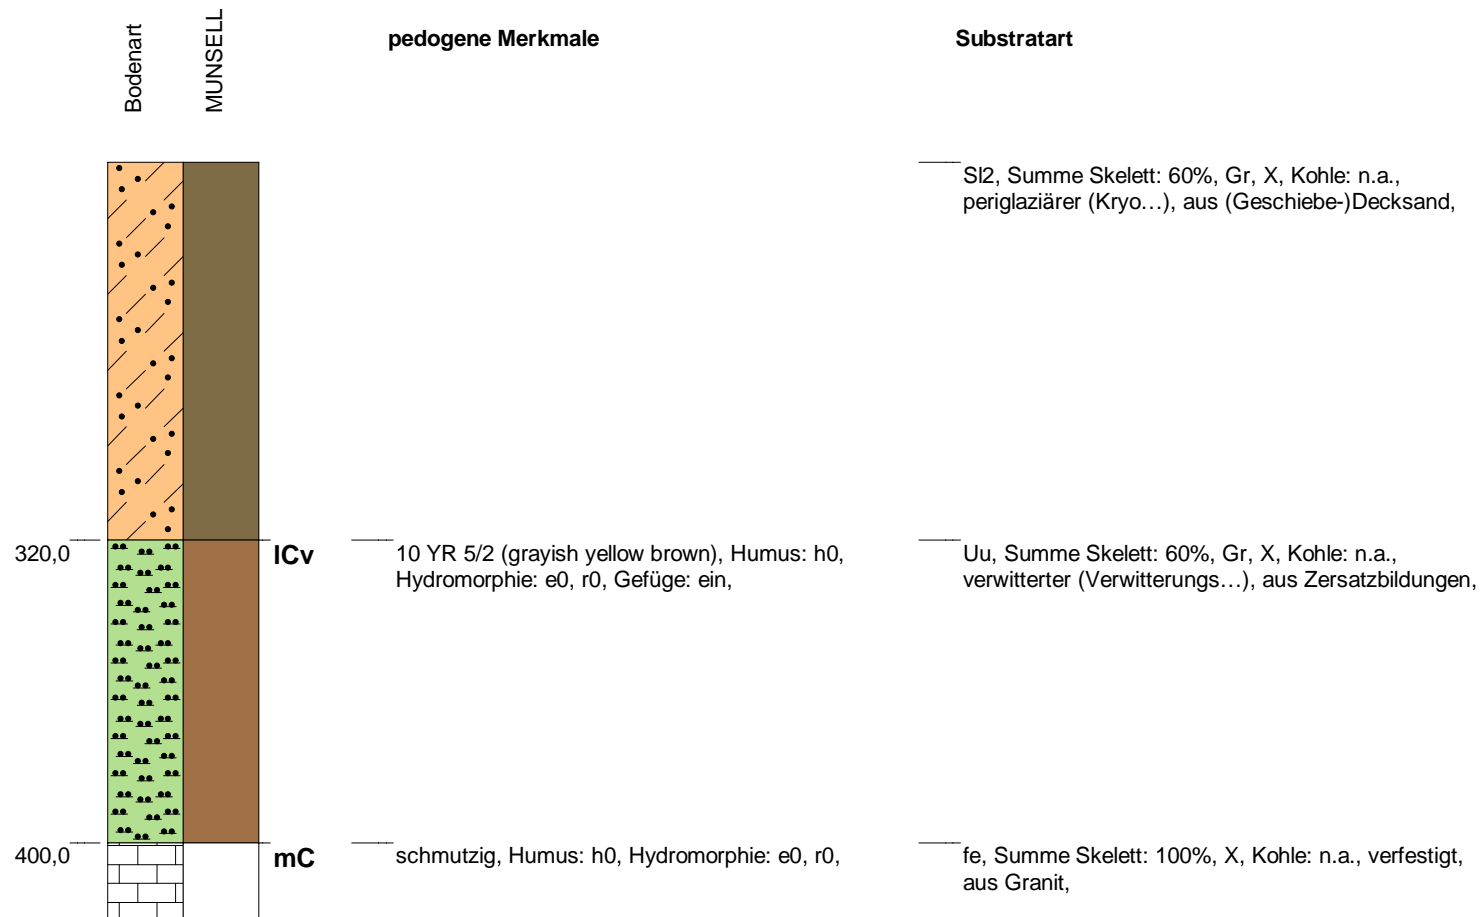 Bodenart
MUNSELL
pedogene Merkmale
Substratart
Sl2, Summe Skelett: 60%, Gr, X, Kohle: n.a.,
periglaziärer (Kryo…), aus (Geschiebe-)Decksand,
320,0
lCv
10 YR 5/2 (grayish yellow brown), Humus: h0,
Hydromorphie: e0, r0, Gefüge: ein,
Uu, Summe Skelett: 60%, Gr, X, Kohle: n.a.,
verwitterter (Verwitterungs…), aus Zersatzbildungen,
400,0
mC
schmutzig, Humus: h0, Hydromorphie: e0, r0,
fe, Summe Skelett: 100%, X, Kohle: n.a., verfestigt,
aus Granit,